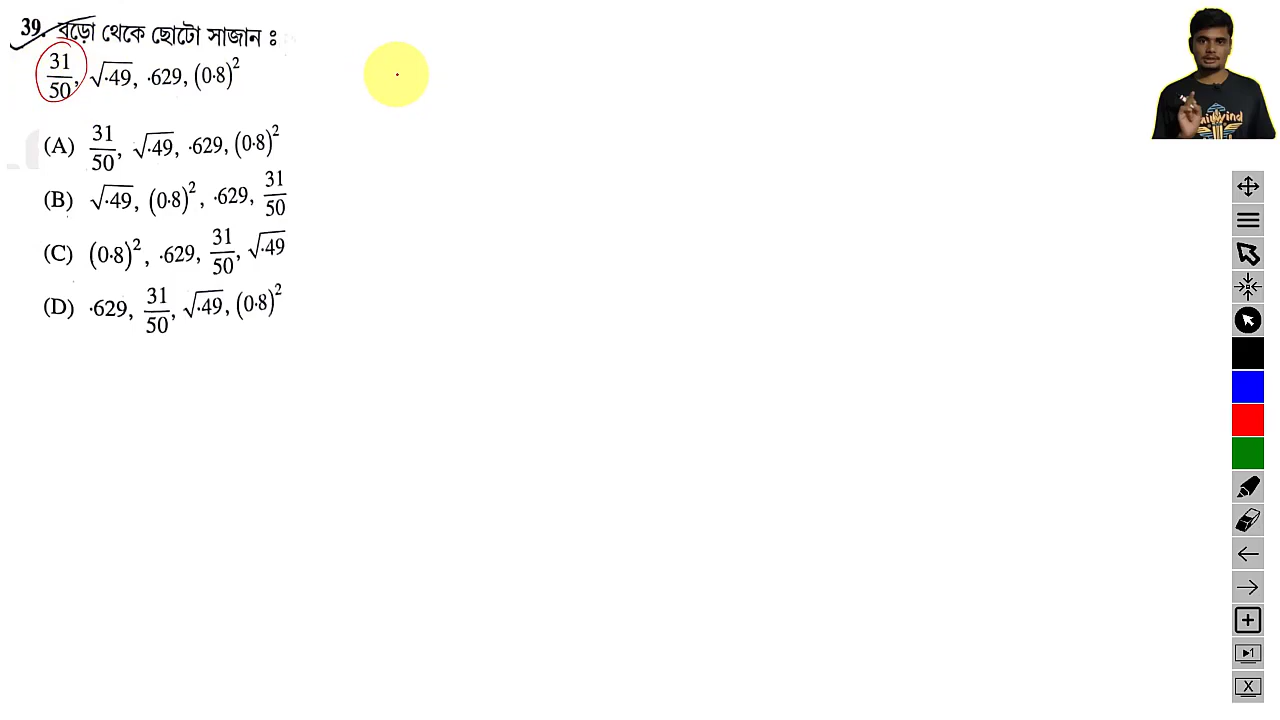 39. বড়ো থেকে ছোটো সাজান :
31/50, √·49, ·629, (0·8)²
(A) 31/50, √·49, ·629, (0·8)²
(B) √·49, (0·8)², ·629, 31/50
(C) (0·8)², ·629, 31/50, √·49
(D) ·629, 31/50, √·49, (0·8)²